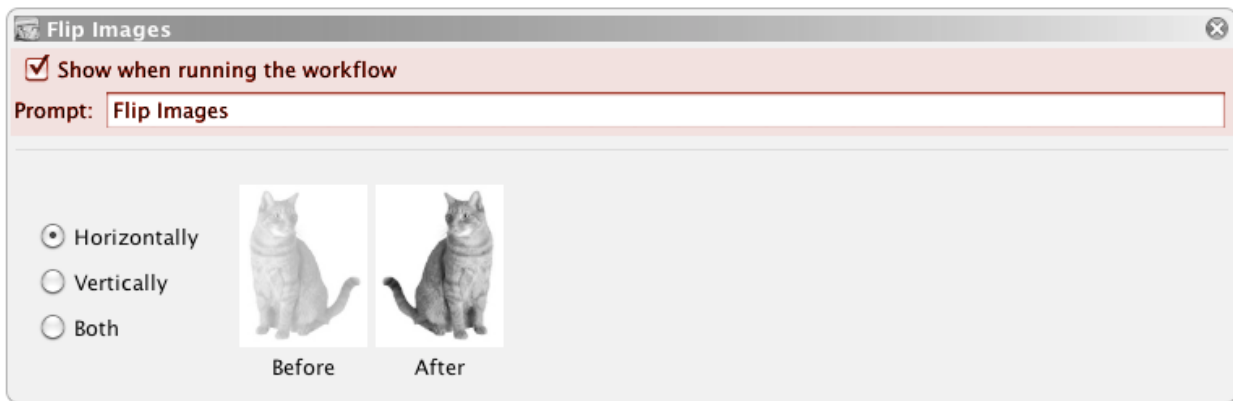 Flip Images
Show when running the workflow
Prompt: Flip Images
Horizontally
Vertically
Both
Before After